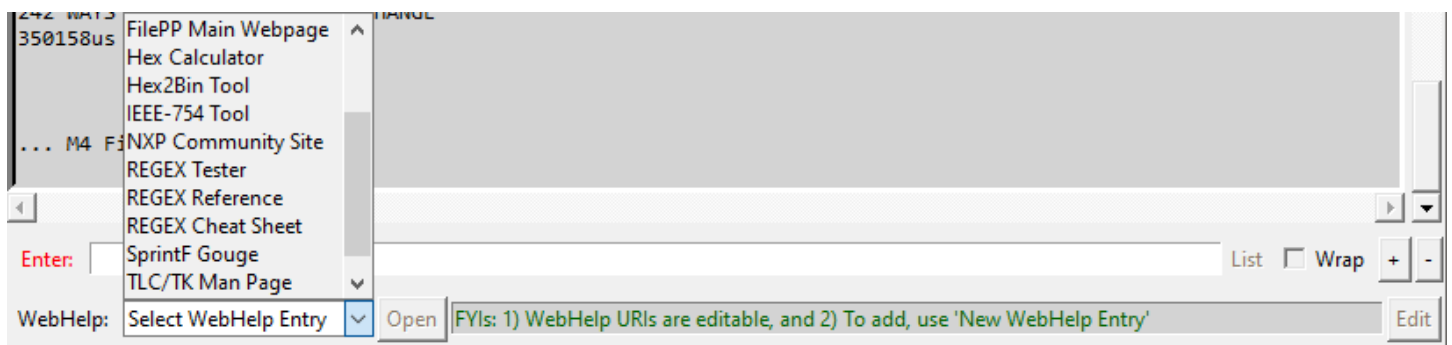 242 WAYS
350158us
FilePP Main Webpage
Hex Calculator
Hex2Bin Tool
IEEE-754 Tool
... M4 Fi
NXP Community Site
REGEX Tester
REGEX Reference
REGEX Cheat Sheet
SprintF Gouge
TLC/TK Man Page
Enter:
List
Wrap
+
-
WebHelp:
Select WebHelp Entry
Open
FYIs: 1) WebHelp URIs are editable, and 2) To add, use 'New WebHelp Entry'
Edit